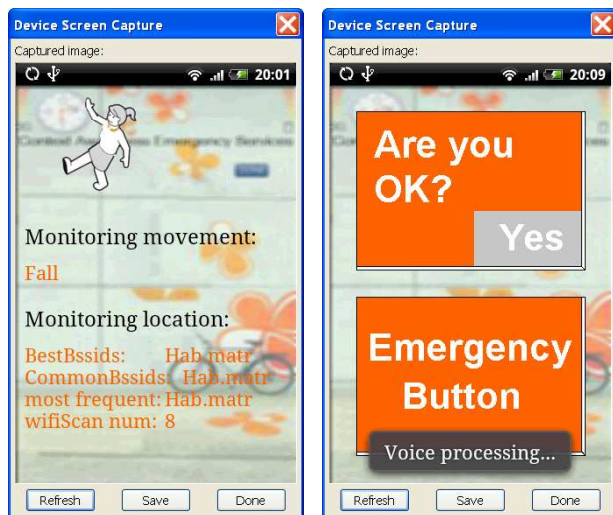 Device Screen Capture
Captured image:
20:01
Emergency Services
Monitoring movement:
Fall
Monitoring location:
BestBssids: Hab.matr
CommonBssids: Hab.matr
most frequent: Hab.matr
wifiScan num: 8
Refresh Save Done
Device Screen Capture
Captured image:
20:09
Are you
OK?
Yes
Emergency
Button
Voice processing...
Refresh Save Done